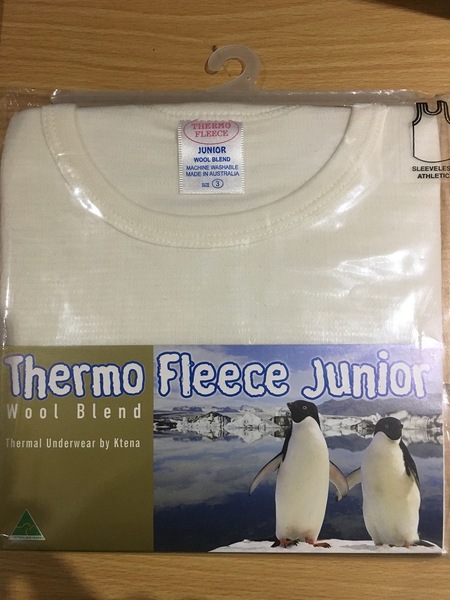 THERMO
FLEECE
JUNIOR
WOOL BLEND
MACHINE WASHABLE
MADE IN AUSTRALIA
SIZE 3
SLEEVELES
ATHLETIC
Thermo Fleece Junior
Wool Blend
Thermal Underwear by Ktena